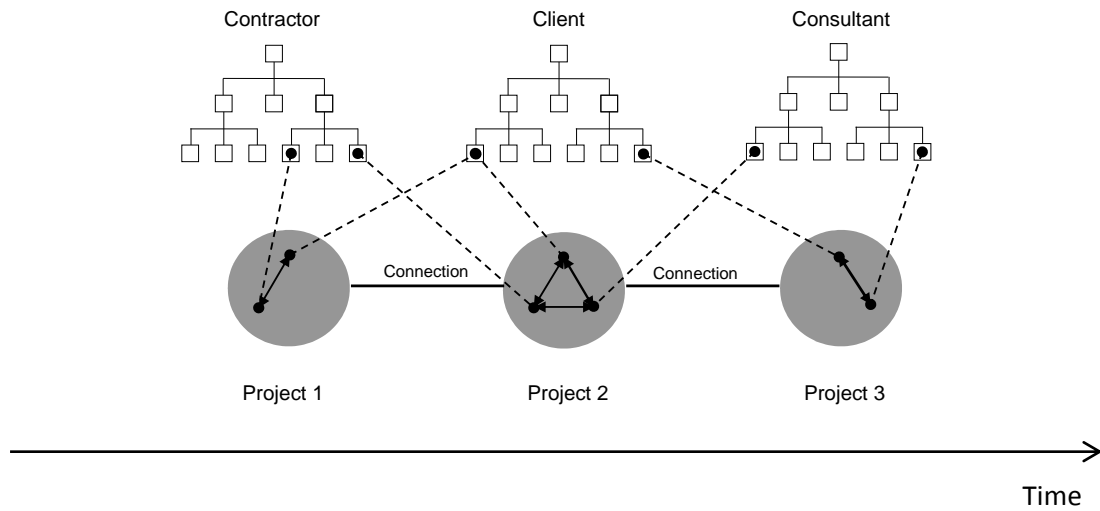 Contractor
Client
Consultant
Connection
Connection
Project 1
Project 2
Project 3
Time